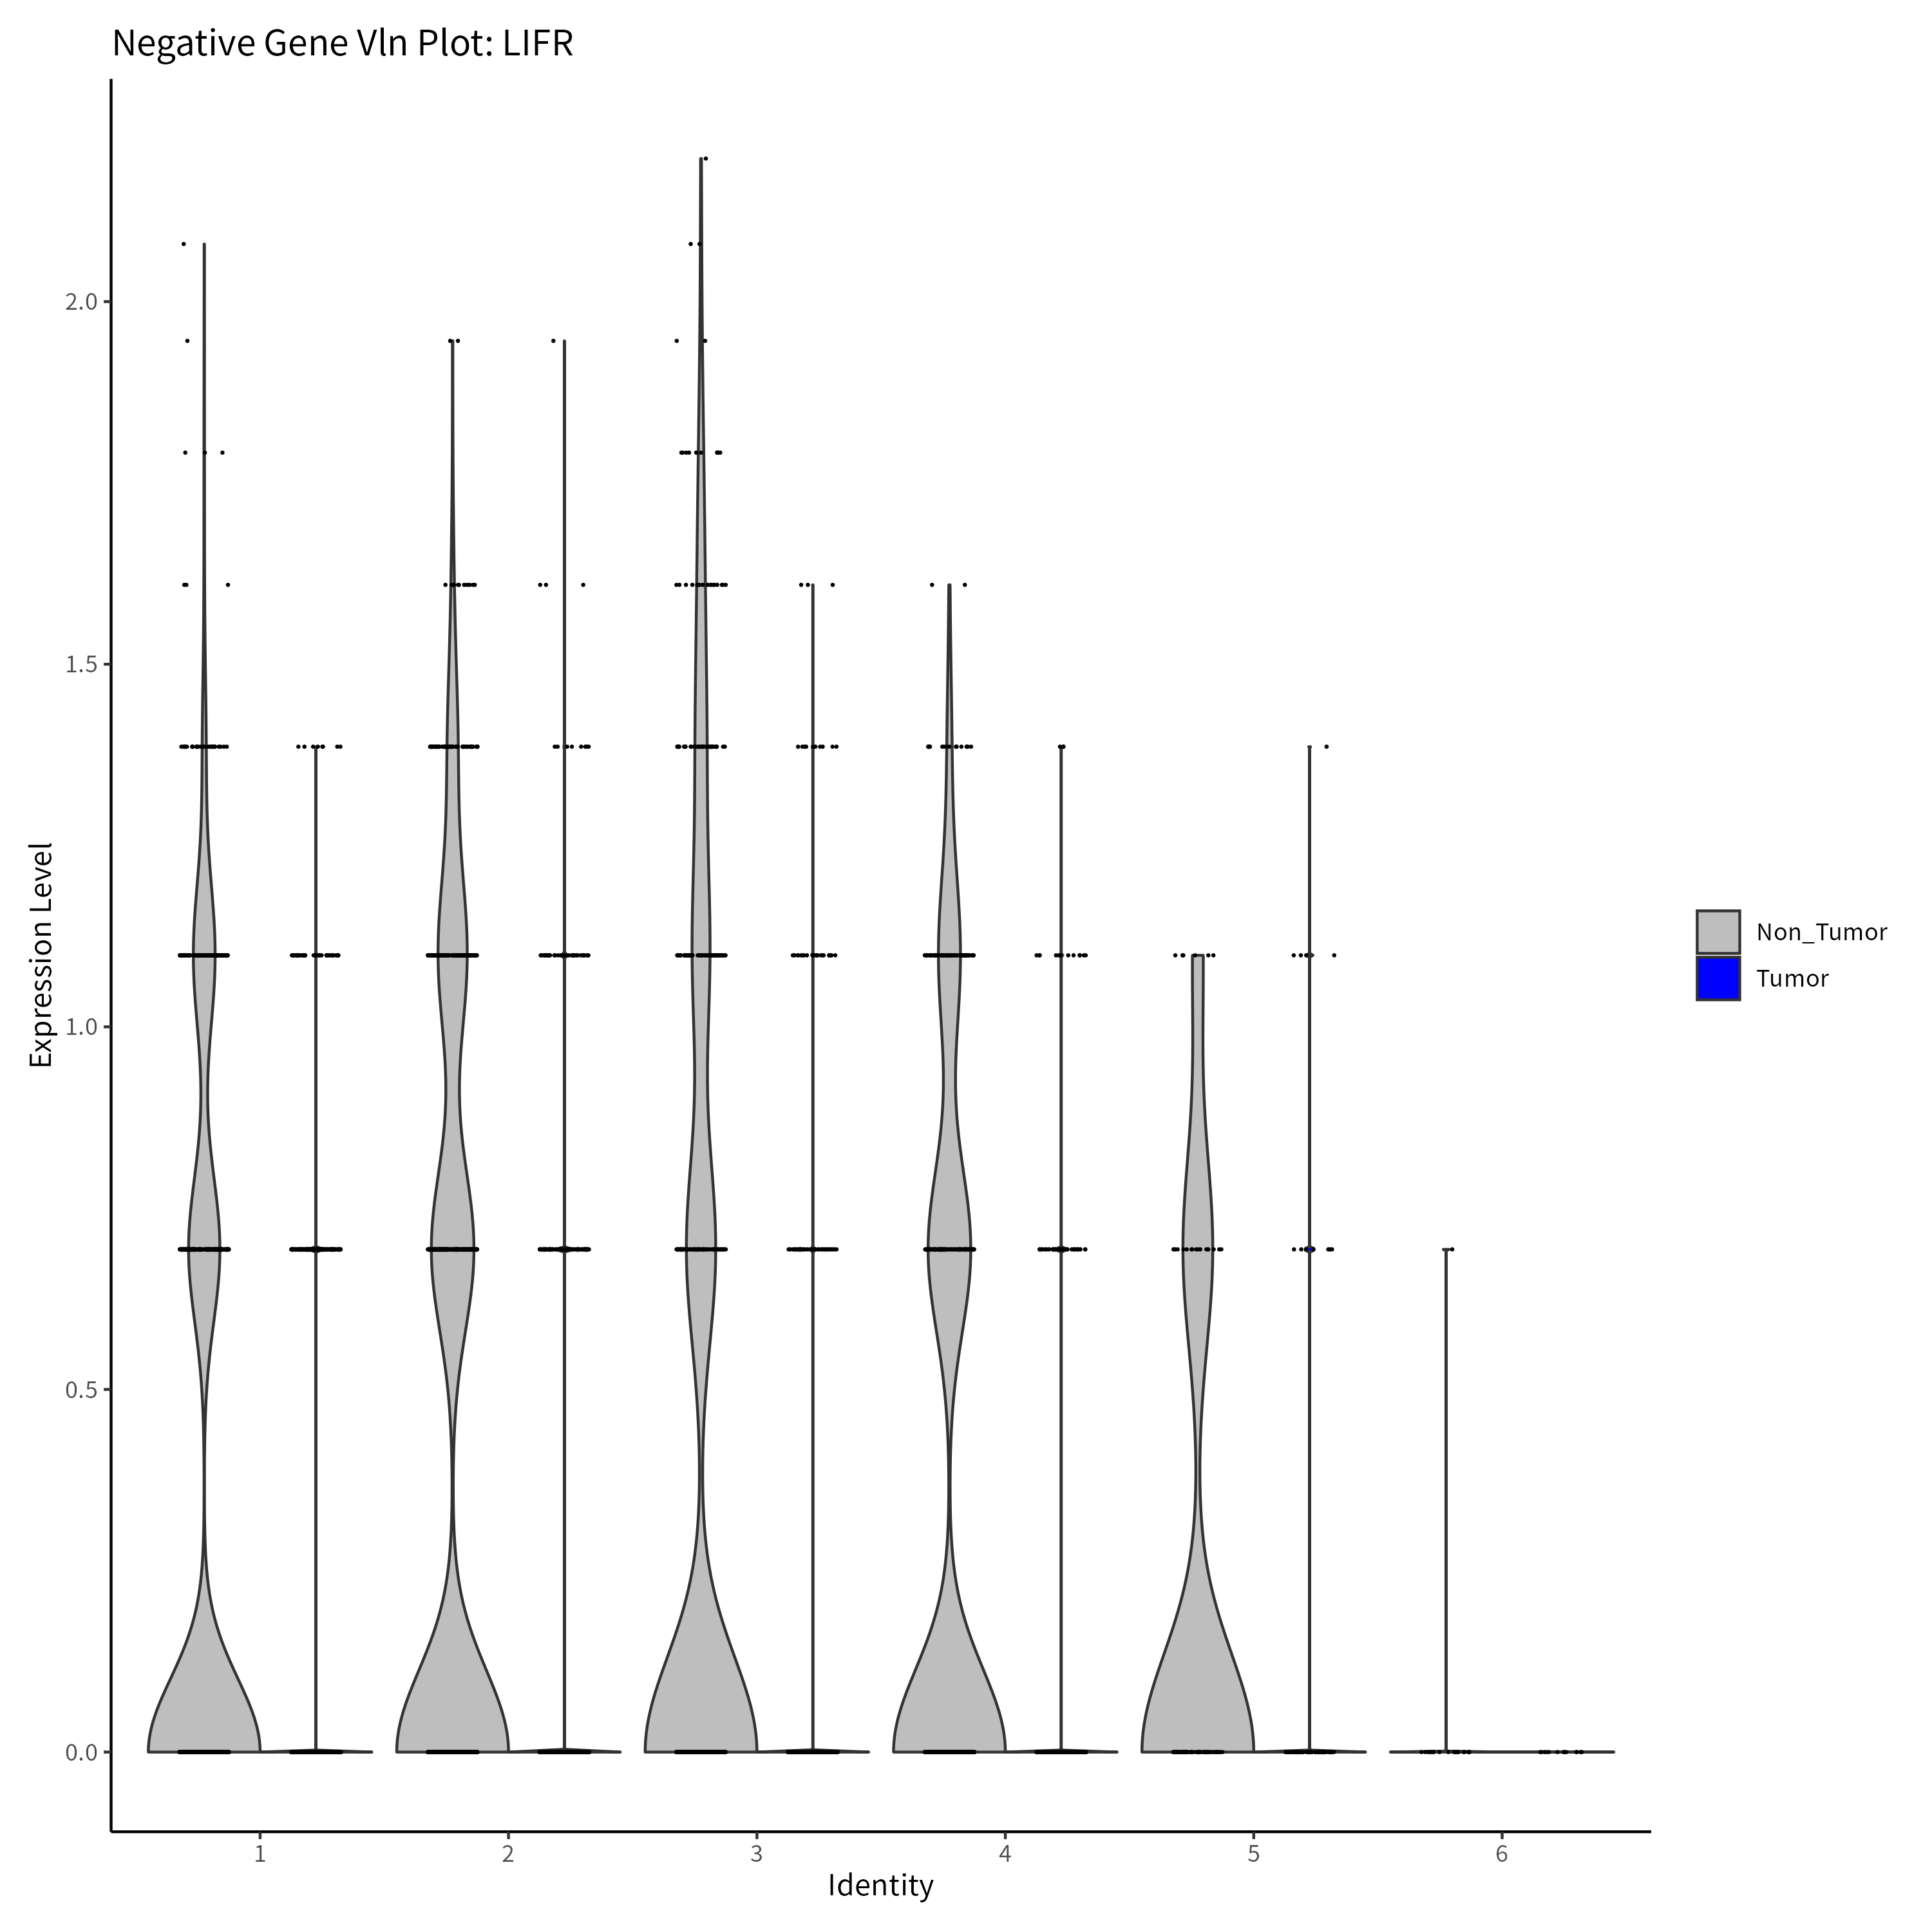 Negative Gene Vln Plot: LIFR
Expression Level
2.0
1.5
1.0
0.5
0.0
1 2 3 4 5 6
Identity
Non_Tumor
Tumor